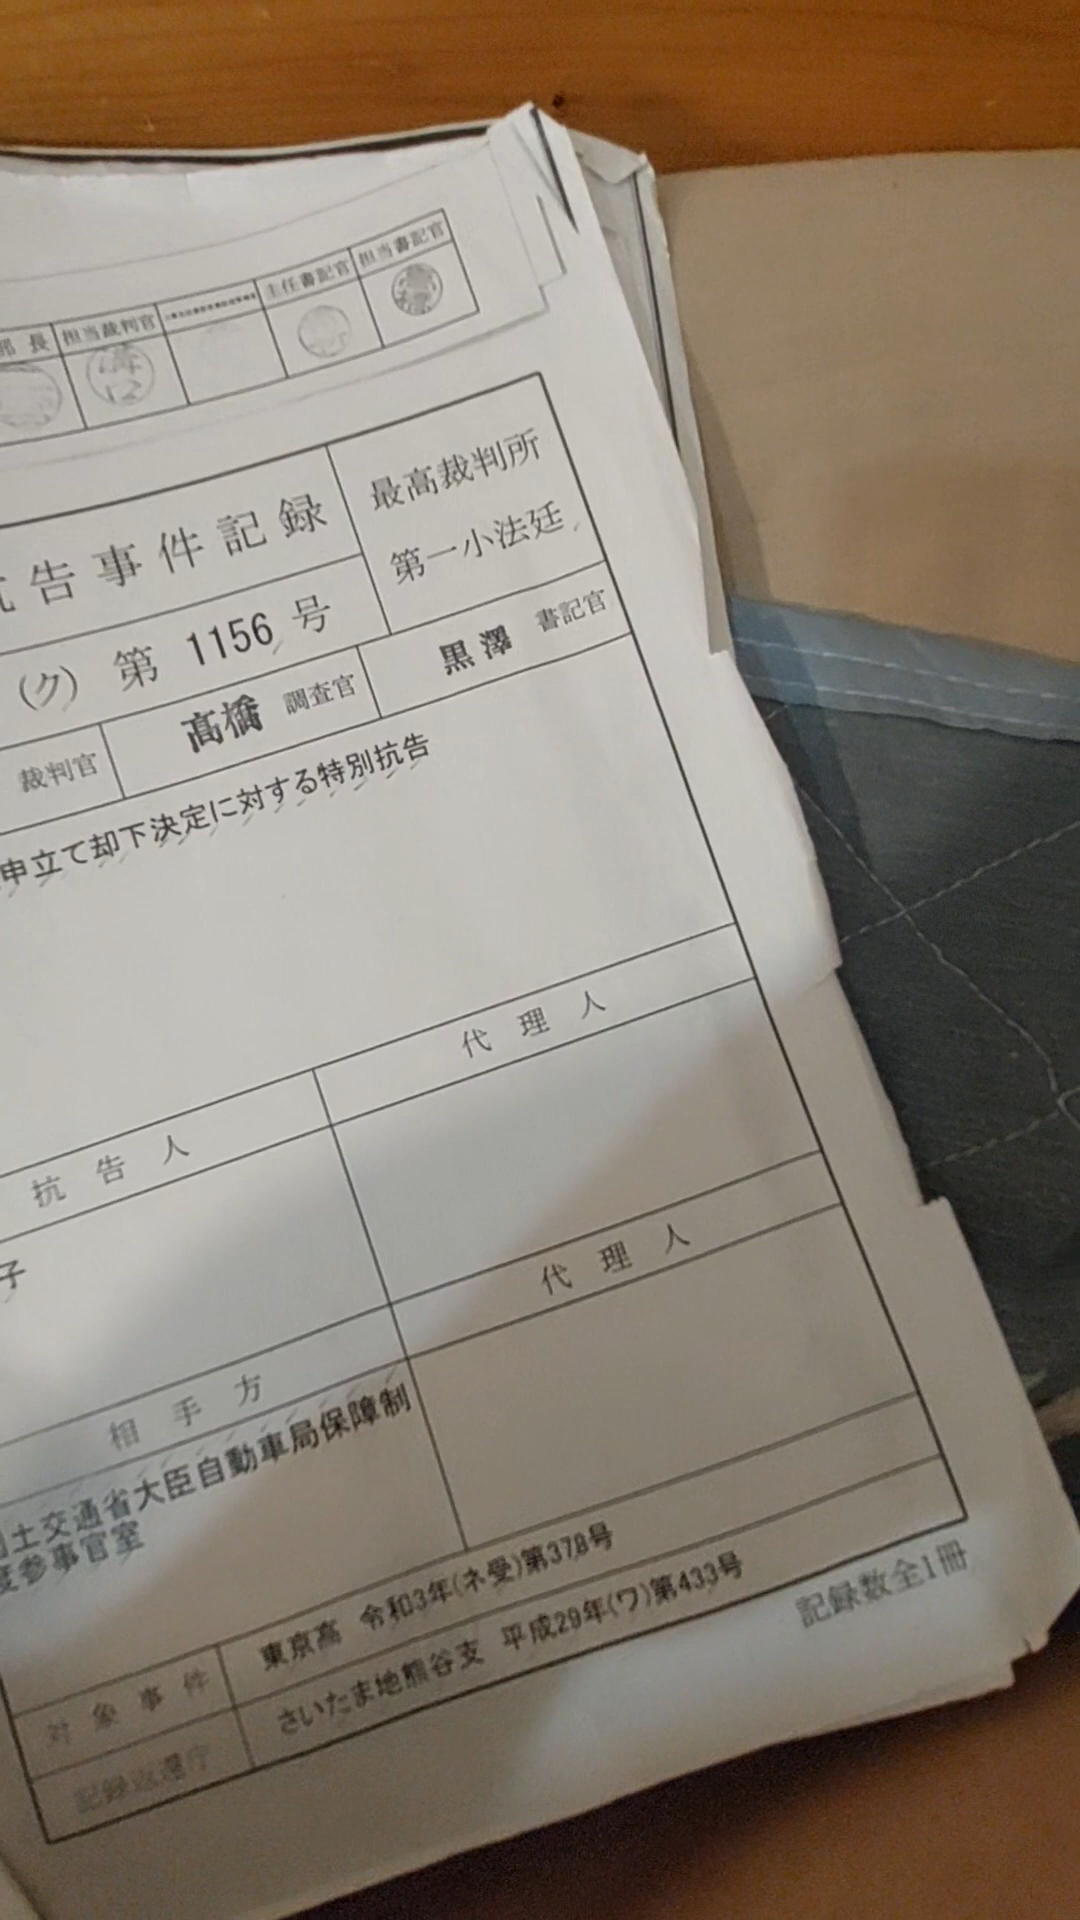 部長 担当裁判官 主任書記官 担当書記官
溝口
抗告事件記録
最高裁判所
第一小法廷
(ク) 第 1156 号
裁判官 高橋 調査官 黒澤 書記官
申立て却下決定に対する特別抗告
抗告人 代理人
子
相手方 代理人
国土交通省大臣自動車局保障制
度参事官室
対象事件 東京高 令和3年(ネ受)第378号
記録返還庁 さいたま地熊谷支 平成29年(ワ)第433号
記録数全1冊